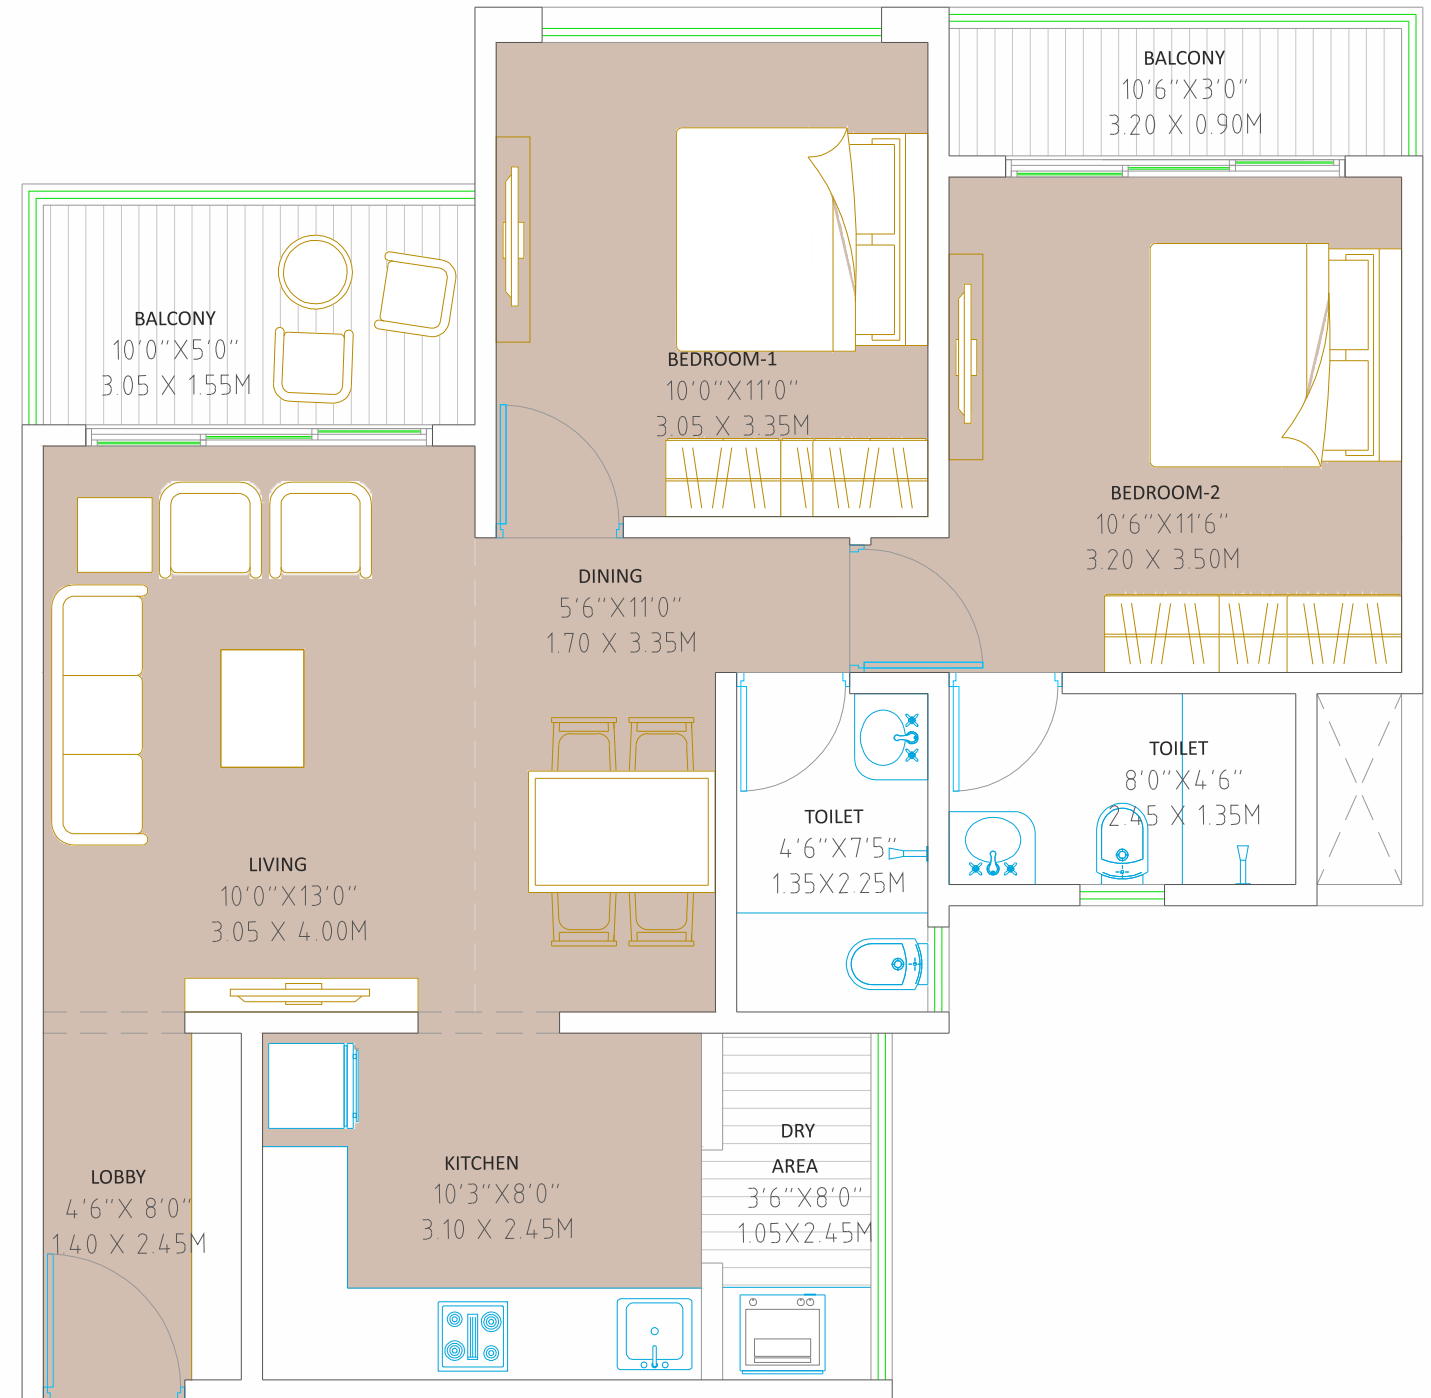 BALCONY
10'6"X3'0"
3.20 X 0.90M
BALCONY
10'0"X5'0"
3.05 X 1.55M
BEDROOM-1
10'0"X11'0"
3.05 X 3.35M
BEDROOM-2
10'6"X11'6"
3.20 X 3.50M
DINING
5'6"X11'0"
1.70 X 3.35M
TOILET
8'0"X4'6"
2.45 X 1.35M
TOILET
4'6"X7'5"
1.35X2.25M
LIVING
10'0"X13'0"
3.05 X 4.00M
DRY
AREA
3'6"X8'0"
1.05X2.45M
KITCHEN
10'3"X8'0"
3.10 X 2.45M
LOBBY
4'6"X 8'0"
1.40 X 2.45M